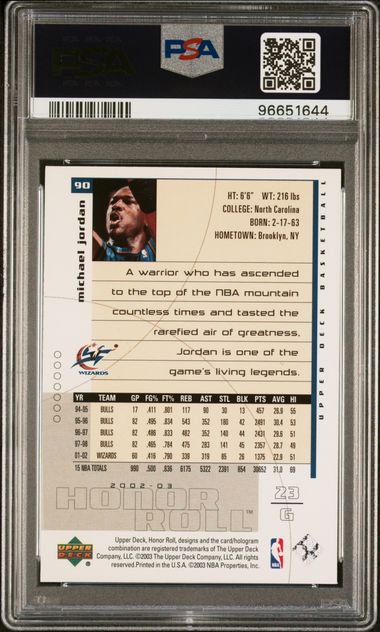 PSA
PSA
96651644
90
michael jordan
HT: 6'6" WT: 216 lbs
COLLEGE: North Carolina
BORN: 2-17-63
HOMETOWN: Brooklyn, NY
UPPER DECK BASKETBALL
A warrior who has ascended
to the top of the NBA mountain
countless times and tasted the
rarefied air of greatness,
Jordan is one of the
game's living legends.
WIZARDS
YR TEAM GP FG% FT% REB AST STL BLK PTS AVG HI
94-95 BULLS 17 .411 .801 117 90 30 13 457 26.9 55
95-96 BULLS 82 .495 .834 543 352 180 42 2491 30.4 53
96-97 BULLS 82 .486 .833 482 352 140 44 2431 29.6 51
97-98 BULLS 82 .465 .784 475 283 141 45 2357 28.7 49
01-02 WIZARDS 60 .416 .790 339 310 85 26 1375 22.9 51
15 NBA TOTALS 990 .500 .836 6175 5322 2391 854 30652 31.0 69
2002-03
HONOR
ROLL™
23
G
UPPER DECK
Upper Deck, Honor Roll, designs and the card/hologram
combination are registered trademarks of The Upper Deck
Company, LLC. ©2003 The Upper Deck Company, LLC. All rights
reserved.Printed in the U.S.A. ©2003 NBA Properties, Inc.
NBA